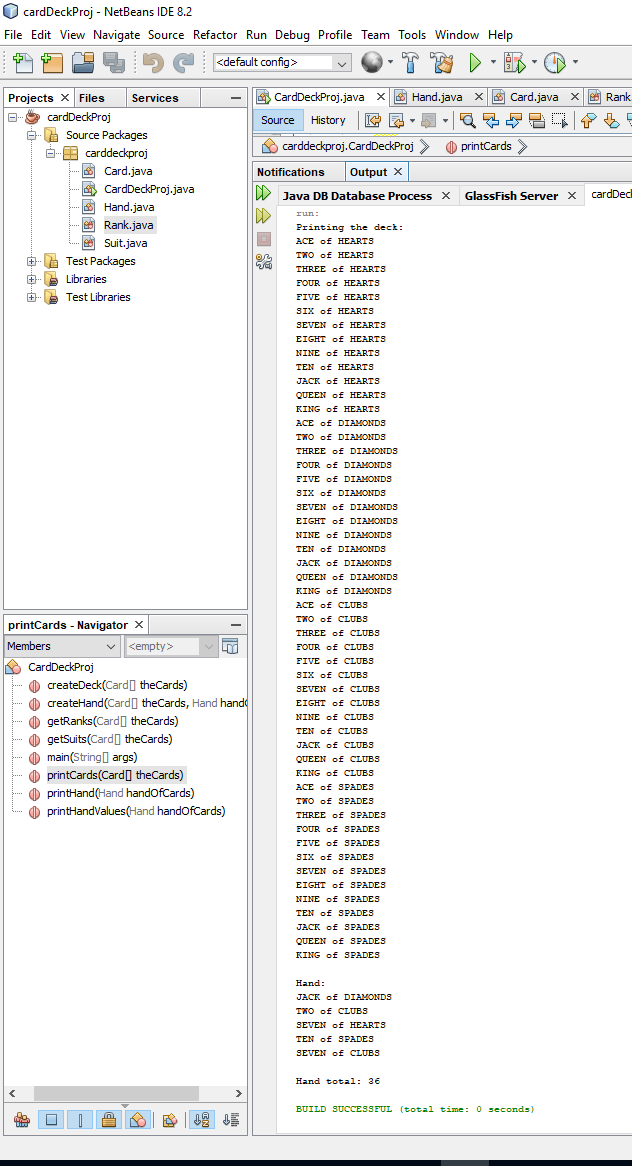 cardDeckProj - NetBeans IDE 8.2
File Edit View Navigate Source Refactor Run Debug Profile Team Tools Window Help
<default config>
Projects Files Services
cardDeckProj
Source Packages
carddeckproj
Card.java
CardDeckProj.java
Hand.java
Rank.java
Suit.java
Test Packages
Libraries
Test Libraries
printCards - Navigator
Members <empty>
CardDeckProj
createDeck(Card[] theCards)
createHand(Card[] theCards, Hand hand
getRanks(Card[] theCards)
getSuits(Card[] theCards)
main(String[] args)
printCards(Card[] theCards)
printHand(Hand handOfCards)
printHandValues(Hand handOfCards)
CardDeckProj.java Hand.java Card.java Rank
Source History
carddeckproj.CardDeckProj printCards
Notifications Output
Java DB Database Process GlassFish Server cardDec
run:
Printing the deck:
ACE of HEARTS
TWO of HEARTS
THREE of HEARTS
FOUR of HEARTS
FIVE of HEARTS
SIX of HEARTS
SEVEN of HEARTS
EIGHT of HEARTS
NINE of HEARTS
TEN of HEARTS
JACK of HEARTS
QUEEN of HEARTS
KING of HEARTS
ACE of DIAMONDS
TWO of DIAMONDS
THREE of DIAMONDS
FOUR of DIAMONDS
FIVE of DIAMONDS
SIX of DIAMONDS
SEVEN of DIAMONDS
EIGHT of DIAMONDS
NINE of DIAMONDS
TEN of DIAMONDS
JACK of DIAMONDS
QUEEN of DIAMONDS
KING of DIAMONDS
ACE of CLUBS
TWO of CLUBS
THREE of CLUBS
FOUR of CLUBS
FIVE of CLUBS
SIX of CLUBS
SEVEN of CLUBS
EIGHT of CLUBS
NINE of CLUBS
TEN of CLUBS
JACK of CLUBS
QUEEN of CLUBS
KING of CLUBS
ACE of SPADES
TWO of SPADES
THREE of SPADES
FOUR of SPADES
FIVE of SPADES
SIX of SPADES
SEVEN of SPADES
EIGHT of SPADES
NINE of SPADES
TEN of SPADES
JACK of SPADES
QUEEN of SPADES
KING of SPADES
Hand:
JACK of DIAMONDS
TWO of CLUBS
SEVEN of HEARTS
TEN of SPADES
SEVEN of CLUBS
Hand total: 36
BUILD SUCCESSFUL (total time: 0 seconds)